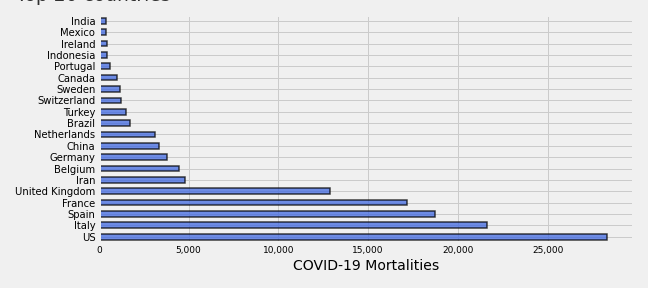 Top 20 Countries
India
Mexico
Ireland
Indonesia
Portugal
Canada
Sweden
Switzerland
Turkey
Brazil
Netherlands
China
Germany
Belgium
Iran
United Kingdom
France
Spain
Italy
US
0 5,000 10,000 15,000 20,000 25,000
COVID-19 Mortalities